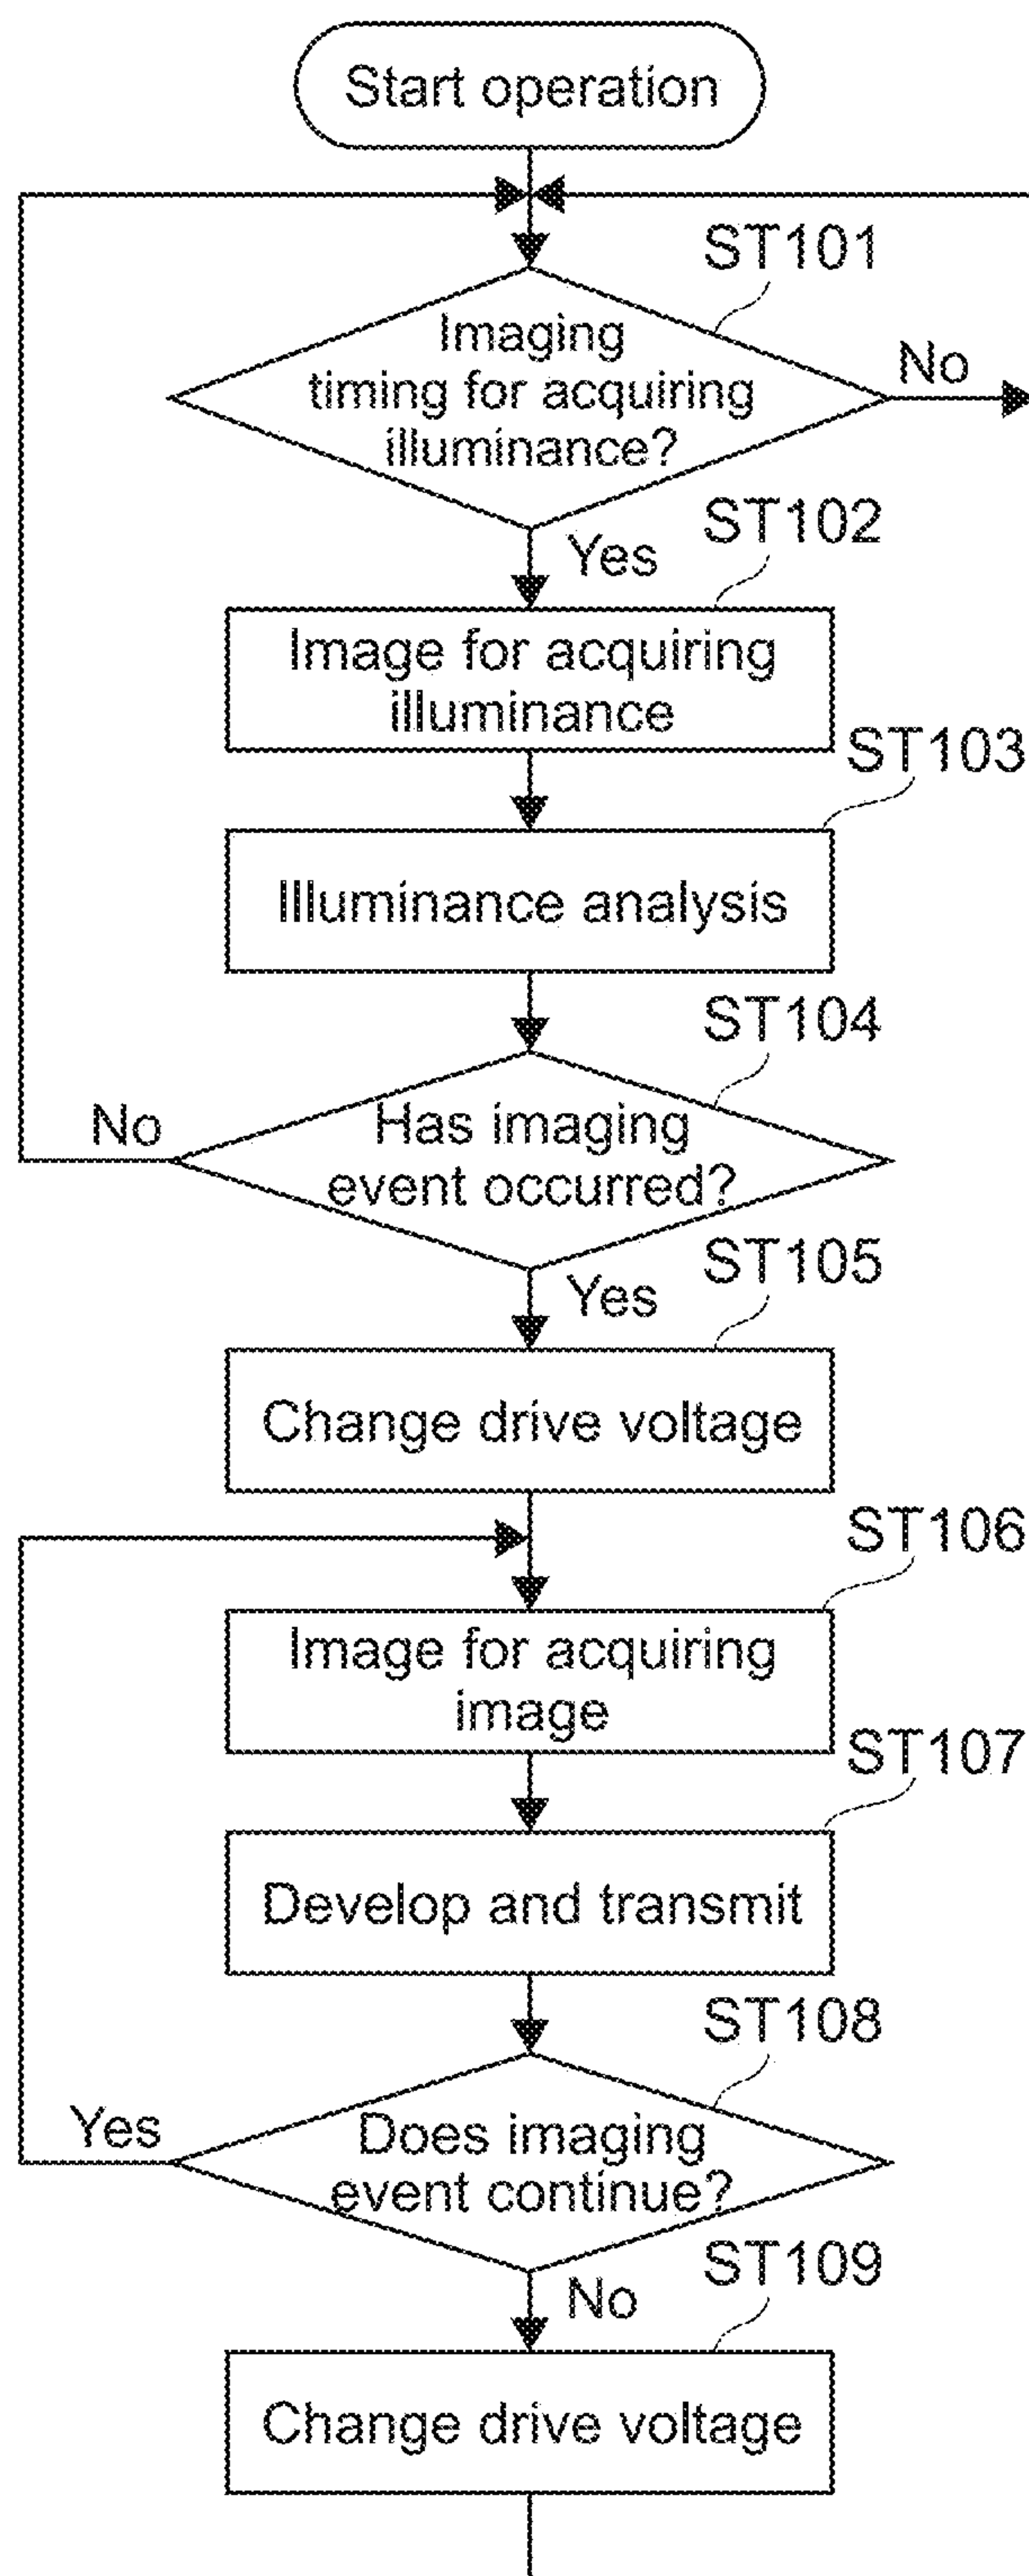 Start operation
ST101
Imaging
timing for acquiring
illuminance?
No
Yes
ST102
Image for acquiring
illuminance
ST103
Illuminance analysis
ST104
Has imaging
event occurred?
No
Yes
ST105
Change drive voltage
ST106
Image for acquiring
image
ST107
Develop and transmit
ST108
Does imaging
event continue?
Yes
No
ST109
Change drive voltage